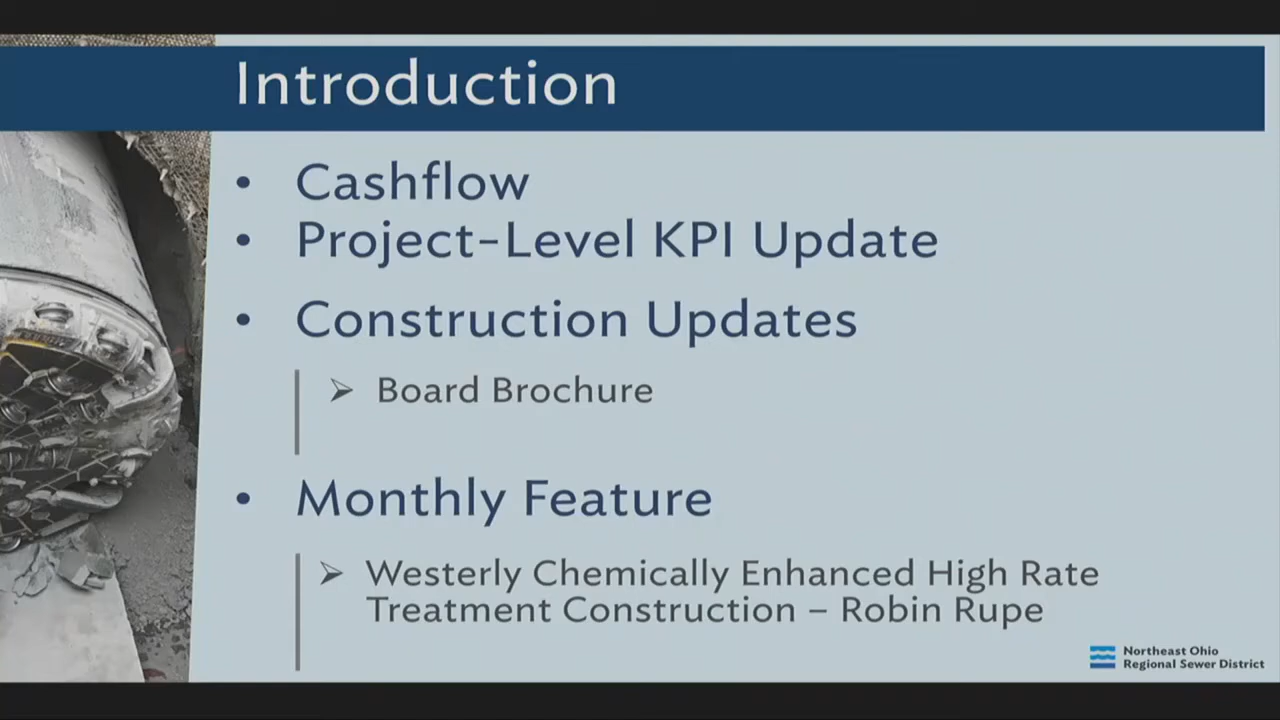 Introduction
• Cashflow
• Project-Level KPI Update
• Construction Updates
➢ Board Brochure
• Monthly Feature
➢ Westerly Chemically Enhanced High Rate
Treatment Construction – Robin Rupe
Northeast Ohio
Regional Sewer District